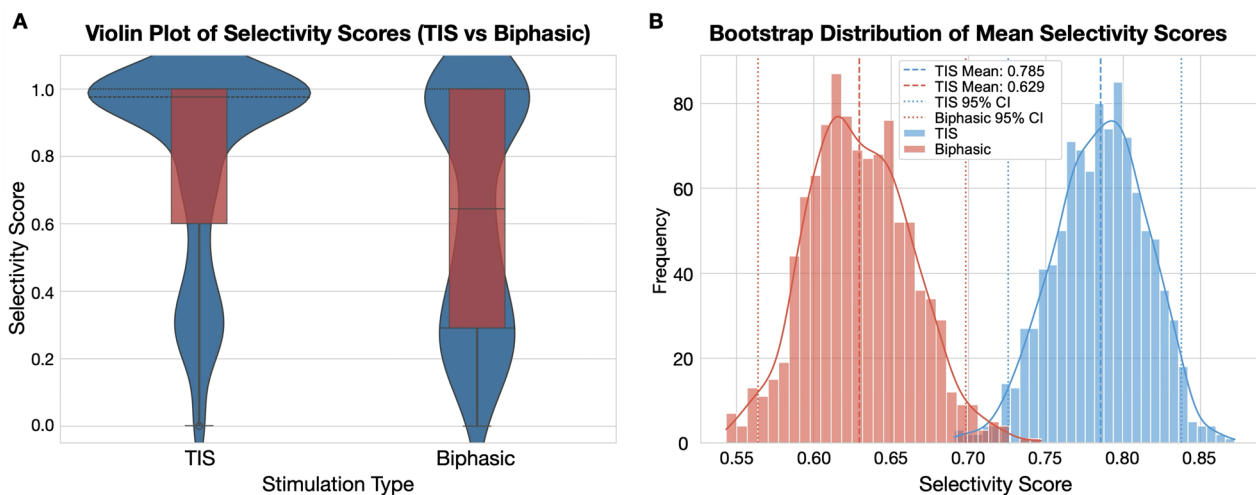 A
Violin Plot of Selectivity Scores (TIS vs Biphasic)
Selectivity Score
1.0
0.8
0.6
0.4
0.2
0.0
TIS
Biphasic
Stimulation Type
B
Bootstrap Distribution of Mean Selectivity Scores
TIS Mean: 0.785
TIS Mean: 0.629
TIS 95% CI
Biphasic 95% CI
TIS
Biphasic
Frequency
80
60
40
20
0
0.55
0.60
0.65
0.70
0.75
0.80
0.85
Selectivity Score